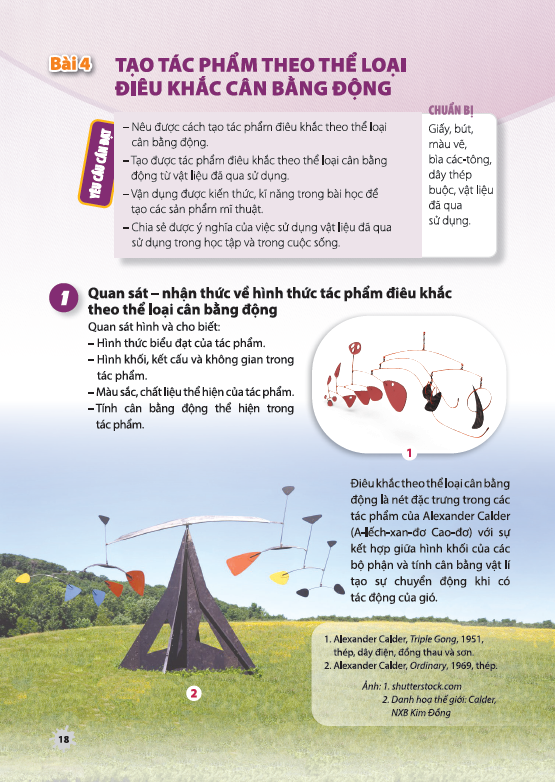 Bài 4
TẠO TÁC PHẨM THEO THỂ LOẠI
ĐIÊU KHẮC CÂN BẰNG ĐỘNG
YÊU CẦU CẦN ĐẠT
– Nêu được cách tạo tác phẩm điêu khắc theo thể loại
cân bằng động.
– Tạo được tác phẩm điêu khắc theo thể loại cân bằng
động từ vật liệu đã qua sử dụng.
– Vận dụng được kiến thức, kĩ năng trong bài học để
tạo các sản phẩm mĩ thuật.
– Chia sẻ được ý nghĩa của việc sử dụng vật liệu đã qua
sử dụng trong học tập và trong cuộc sống.
CHUẨN BỊ
Giấy, bút,
màu vẽ,
bìa các-tông,
dây thép
buộc, vật liệu
đã qua
sử dụng.
1
Quan sát – nhận thức về hình thức tác phẩm điêu khắc
theo thể loại cân bằng động
Quan sát hình và cho biết:
– Hình thức biểu đạt của tác phẩm.
– Hình khối, kết cấu và không gian trong
tác phẩm.
– Màu sắc, chất liệu thể hiện của tác phẩm.
– Tính cân bằng động thể hiện trong
tác phẩm.
1
Điêu khắc theo thể loại cân bằng
động là nét đặc trưng trong các
tác phẩm của Alexander Calder
(A-lếch-xan-đơ Cao-đơ) với sự
kết hợp giữa hình khối của các
bộ phận và tính cân bằng vật lí
tạo sự chuyển động khi có
tác động của gió.
2
1. Alexander Calder, Triple Gong, 1951,
thép, dây điện, đồng thau và sơn.
2. Alexander Calder, Ordinary, 1969, thép.
Ảnh: 1. shutterstock.com
2. Danh hoạ thế giới: Calder,
NXB Kim Đồng
18